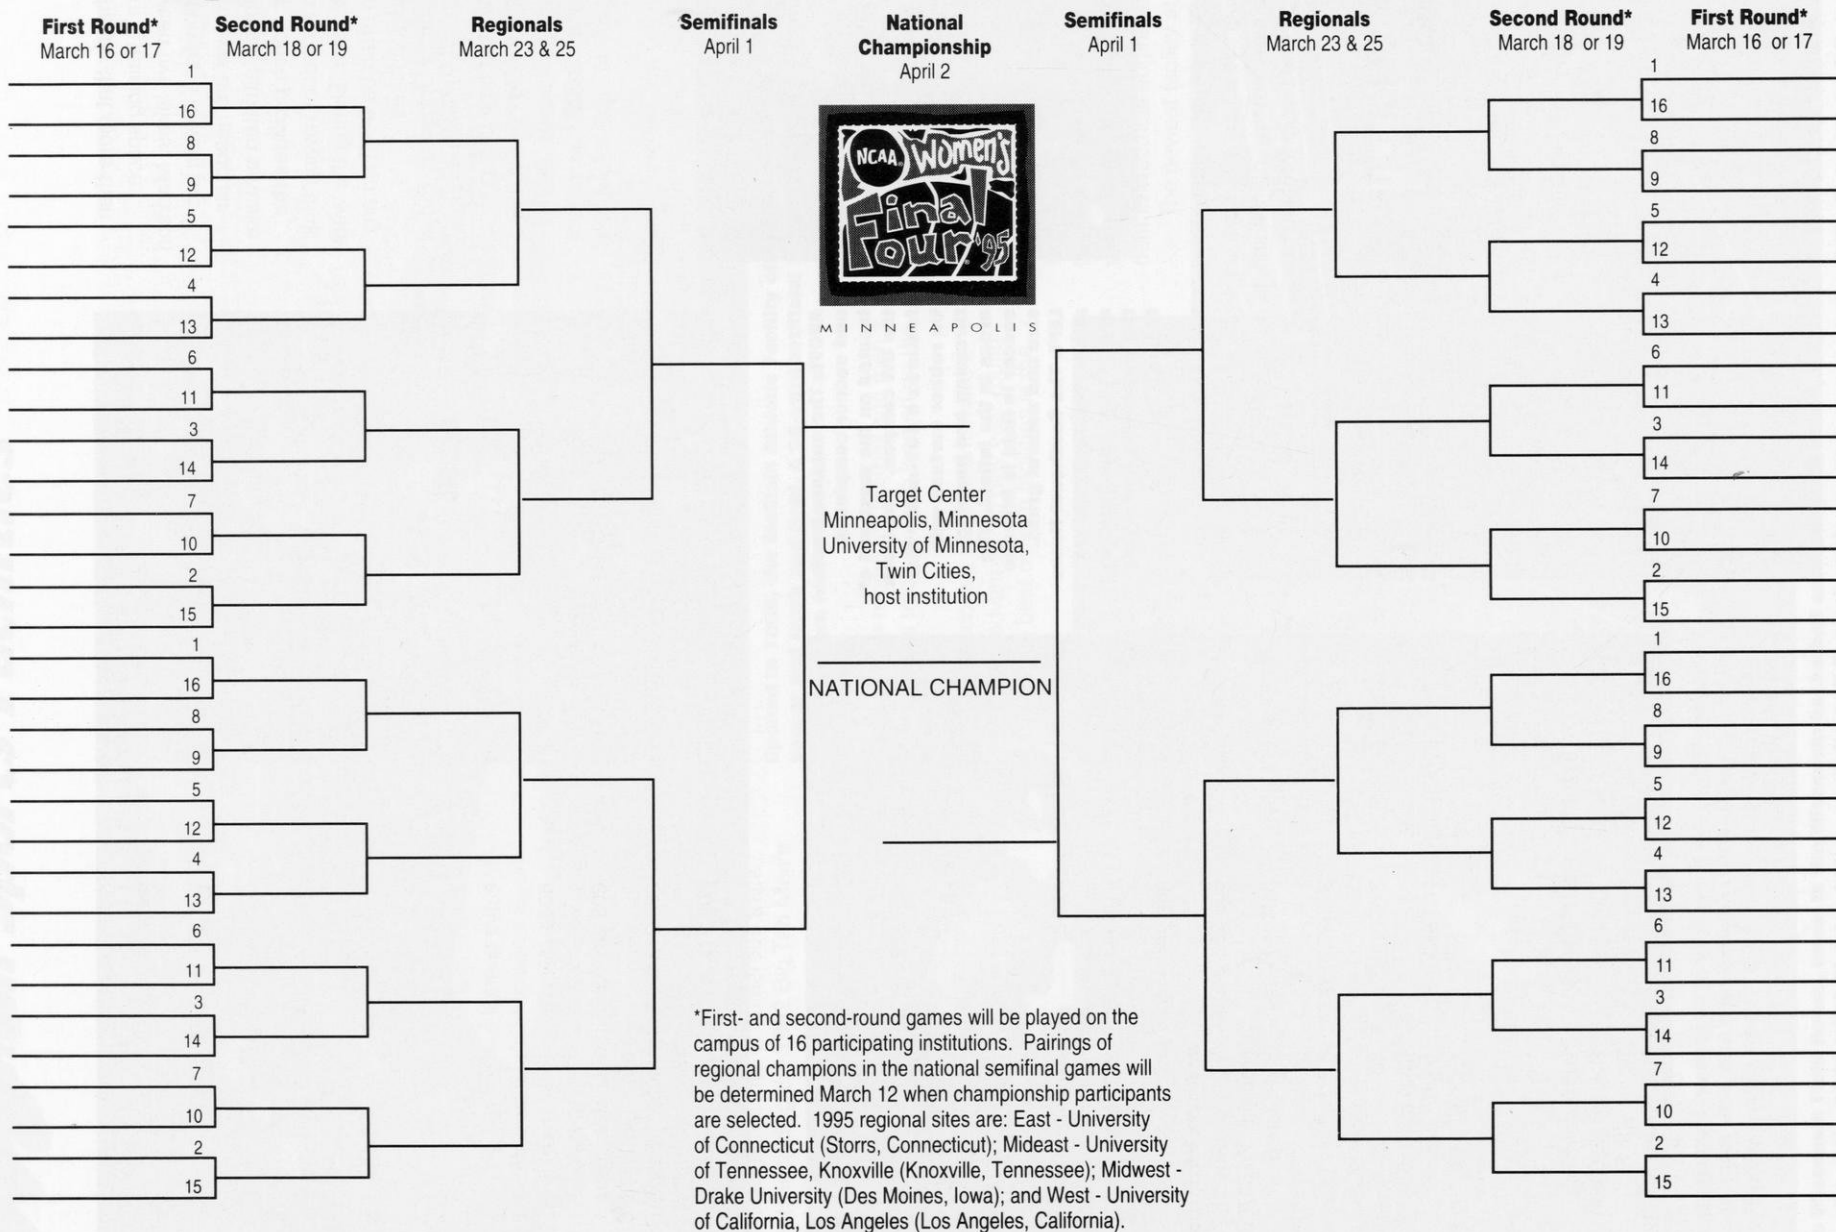 First Round*
March 16 or 17
Second Round*
March 18 or 19
Regionals
March 23 & 25
Semifinals
April 1
National
Championship
April 2
Semifinals
April 1
Regionals
March 23 & 25
Second Round*
March 18 or 19
First Round*
March 16 or 17
1
16
8
9
5
12
4
13
6
11
3
14
7
10
2
15
1
16
8
9
5
12
4
13
6
11
3
14
7
10
2
15
NCAA Women's
Final
Four '95
MINNEAPOLIS
Target Center
Minneapolis, Minnesota
University of Minnesota,
Twin Cities,
host institution
NATIONAL CHAMPION
*First- and second-round games will be played on the
campus of 16 participating institutions. Pairings of
regional champions in the national semifinal games will
be determined March 12 when championship participants
are selected. 1995 regional sites are: East - University
of Connecticut (Storrs, Connecticut); Mideast - University
of Tennessee, Knoxville (Knoxville, Tennessee); Midwest -
Drake University (Des Moines, Iowa); and West - University
of California, Los Angeles (Los Angeles, California).
1
16
8
9
5
12
4
13
6
11
3
14
7
10
2
15
1
16
8
9
5
12
4
13
6
11
3
14
7
10
2
15